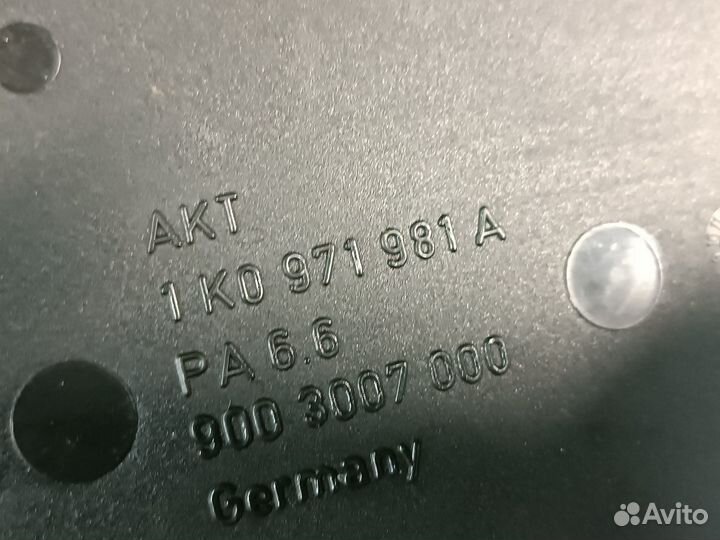 AKT
1K0 971 981 A
PA 6.6
900 3007 000
Germany
Avito